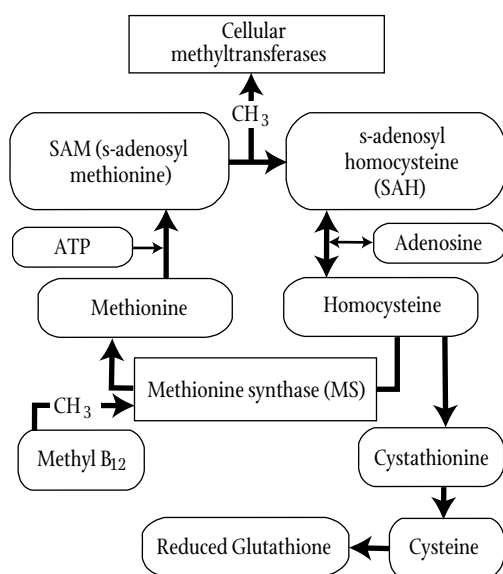 Cellular
methyltransferases
CH3
SAM (s-adenosyl
methionine)
s-adenosyl
homocysteine
(SAH)
ATP
Adenosine
Methionine
Homocysteine
Methionine synthase (MS)
CH3
Methyl B12
Cystathionine
Reduced Glutathione
Cysteine